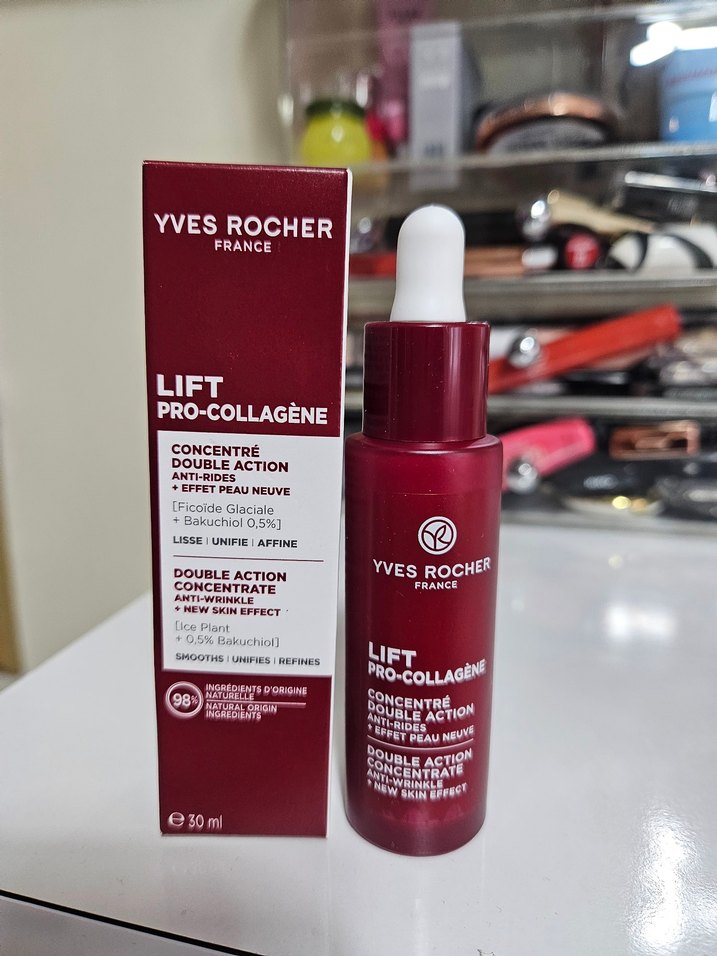 YVES ROCHER
FRANCE
LIFT
PRO-COLLAGÈNE
CONCENTRÉ
DOUBLE ACTION
ANTI-RIDES
+ EFFET PEAU NEUVE
[Ficoïde Glaciale
+ Bakuchiol 0,5%]
LISSE | UNIFIE | AFFINE
DOUBLE ACTION
CONCENTRATE
ANTI-WRINKLE
+ NEW SKIN EFFECT
[Ice Plant
+ 0,5% Bakuchiol]
SMOOTHS | UNIFIES | REFINES
98%
INGRÉDIENTS D'ORIGINE
NATURELLE
NATURAL ORIGIN
INGREDIENTS
℮ 30 ml
YVES ROCHER
FRANCE
LIFT
PRO-COLLAGÈNE
CONCENTRÉ
DOUBLE ACTION
ANTI-RIDES
+ EFFET PEAU NEUVE
DOUBLE ACTION
CONCENTRATE
ANTI-WRINKLE
+ NEW SKIN EFFECT